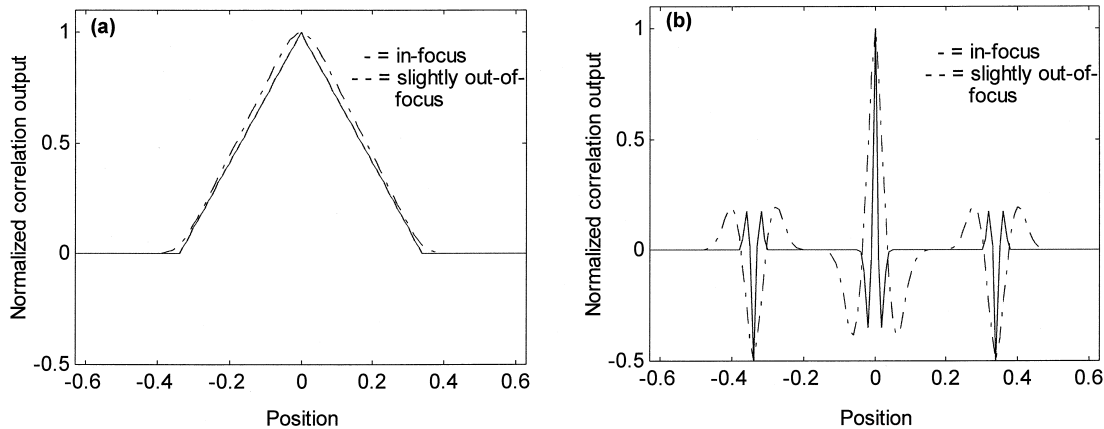 (a)
1
0.5
0
-0.5
- = in-focus
- - = slightly out-of-
focus
Normalized correlation output
-0.6 -0.4 -0.2 0 0.2 0.4 0.6
Position
(b)
1
0.5
0
-0.5
- = in-focus
- - = slightly out-of-
focus
Normalized correlation output
-0.6 -0.4 -0.2 0 0.2 0.4 0.6
Position